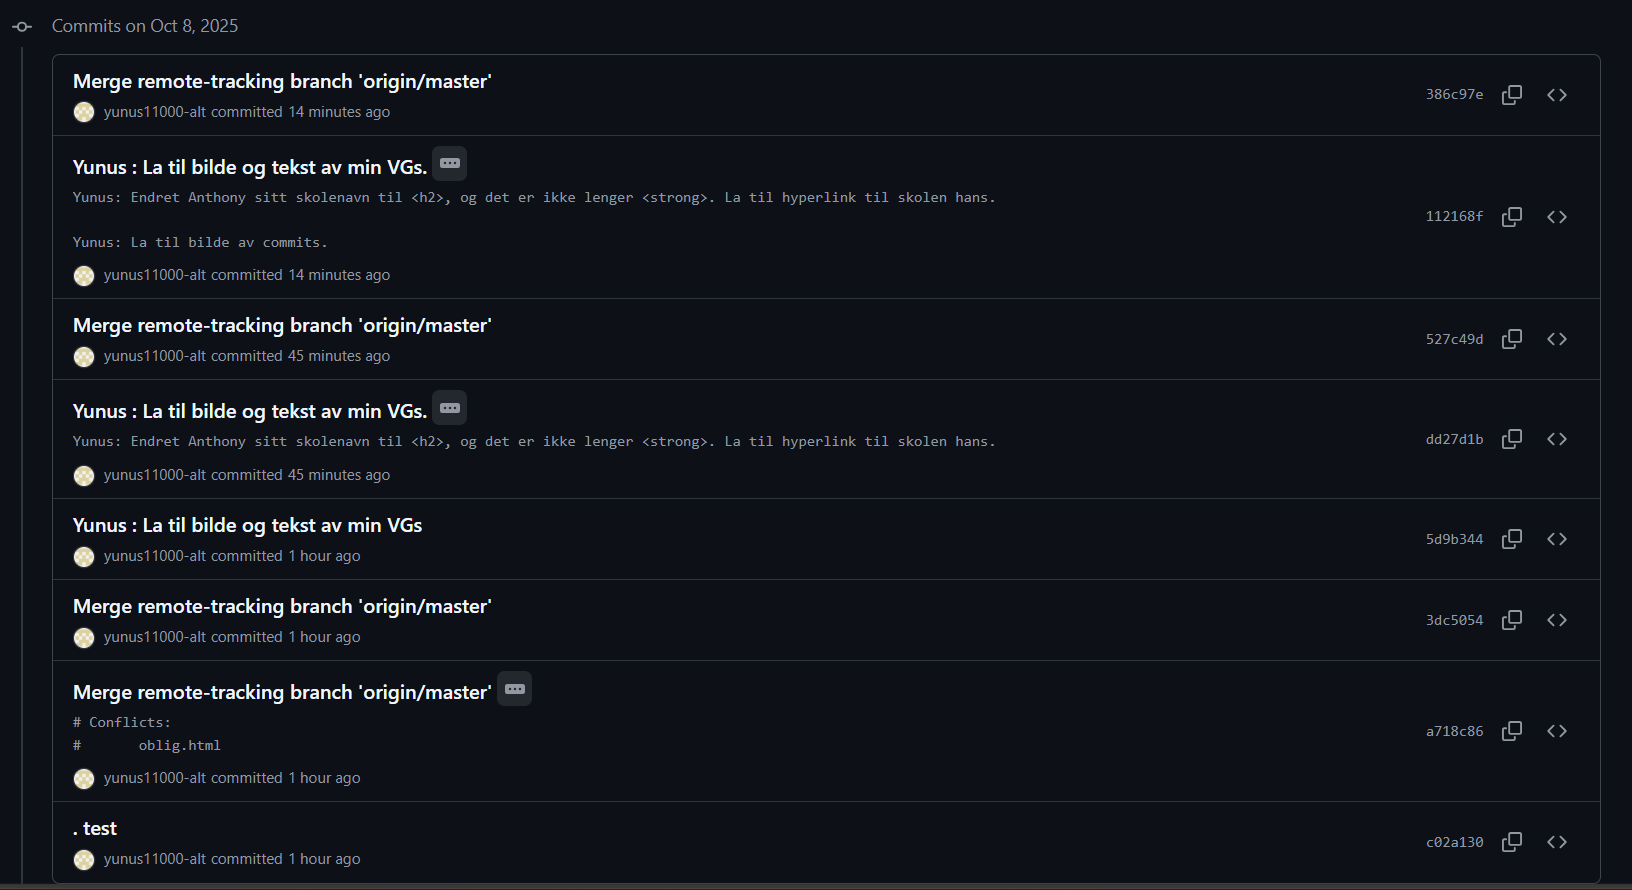 Commits on Oct 8, 2025
Merge remote-tracking branch 'origin/master'
yunus11000-alt committed 14 minutes ago
386c97e
Yunus : La til bilde og tekst av min VGs.
Yunus: Endret Anthony sitt skolenavn til <h2>, og det er ikke lenger <strong>. La til hyperlink til skolen hans.
Yunus: La til bilde av commits.
yunus11000-alt committed 14 minutes ago
112168f
Merge remote-tracking branch 'origin/master'
yunus11000-alt committed 45 minutes ago
527c49d
Yunus : La til bilde og tekst av min VGs.
Yunus: Endret Anthony sitt skolenavn til <h2>, og det er ikke lenger <strong>. La til hyperlink til skolen hans.
yunus11000-alt committed 45 minutes ago
dd27d1b
Yunus : La til bilde og tekst av min VGs
yunus11000-alt committed 1 hour ago
5d9b344
Merge remote-tracking branch 'origin/master'
yunus11000-alt committed 1 hour ago
3dc5054
Merge remote-tracking branch 'origin/master'
# Conflicts:
# oblig.html
yunus11000-alt committed 1 hour ago
a718c86
. test
yunus11000-alt committed 1 hour ago
c02a130